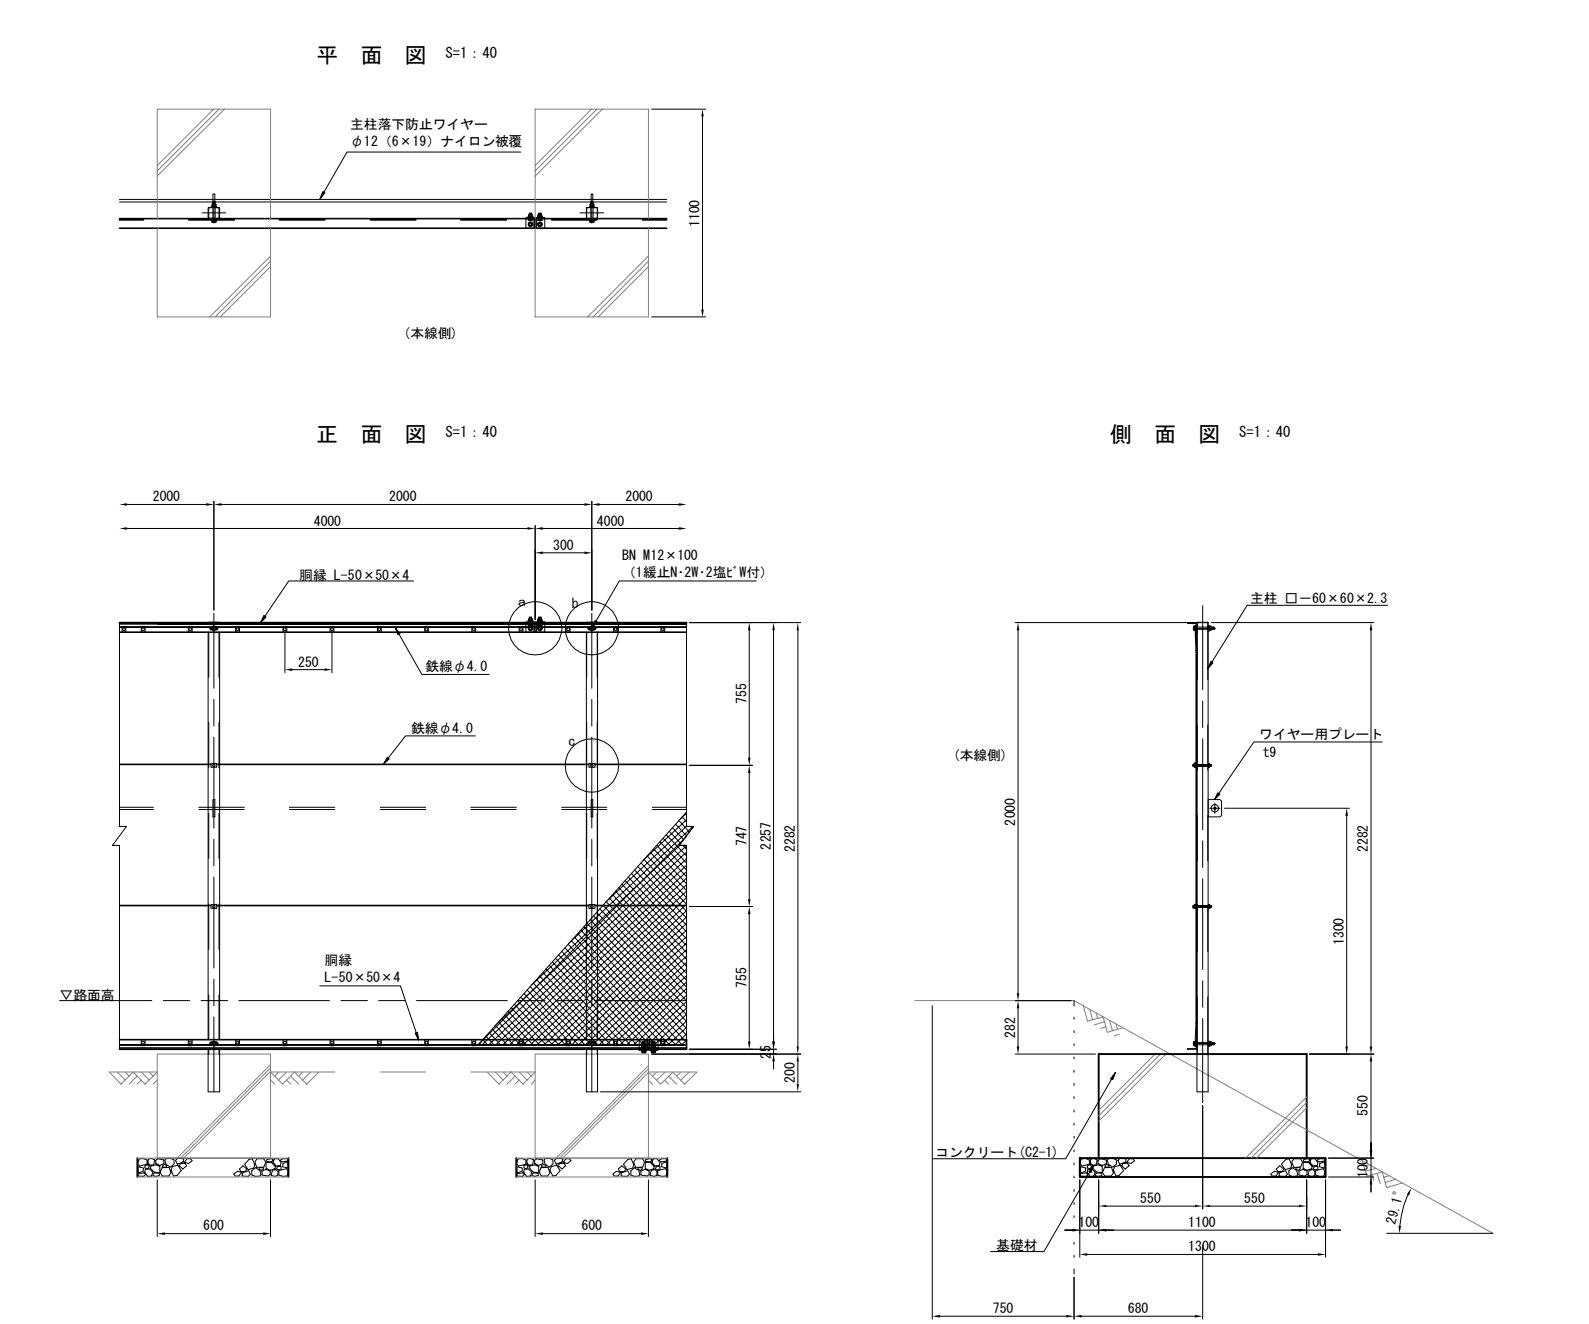 平 面 図 S=1：40
主柱落下防止ワイヤー
φ12（6×19）ナイロン被覆
1100
（本線側）
正 面 図 S=1：40
2000
2000
2000
4000
4000
300
BN M12×100
（1緩止N･2W･2塩ﾋﾞW付）
胴縁 L-50×50×4
a
b
250
鉄線φ4.0
鉄線φ4.0
c
755
747
2257
2282
755
胴縁
L-50×50×4
▽路面高
25
200
600
600
側 面 図 S=1：40
主柱 ロ－60×60×2.3
ワイヤー用プレート
t9
（本線側）
2000
2282
1300
282
550
コンクリート(C2-1)
100
550
550
29.1°
100
1100
100
基礎材
1300
750
680